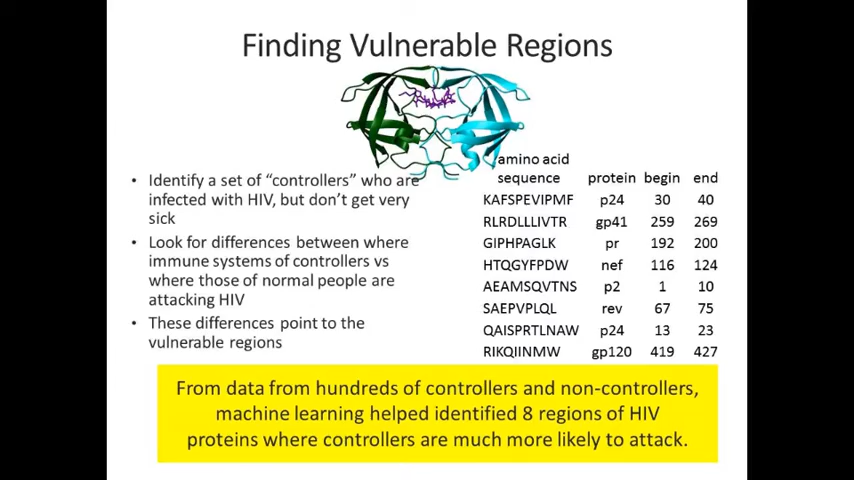 Finding Vulnerable Regions
• Identify a set of “controllers” who are
infected with HIV, but don’t get very
sick
• Look for differences between where
immune systems of controllers vs
where those of normal people are
attacking HIV
• These differences point to the
vulnerable regions
amino acid
sequence protein begin end
KAFSPEVIPMF p24 30 40
RLRDLLLIVTR gp41 259 269
GIPHPAGLK pr 192 200
HTQGYFPDW nef 116 124
AEAMSQVTNS p2 1 10
SAEPVPLQL rev 67 75
QAISPRTLNAW p24 13 23
RIKQIINMW gp120 419 427
From data from hundreds of controllers and non-controllers,
machine learning helped identified 8 regions of HIV
proteins where controllers are much more likely to attack.